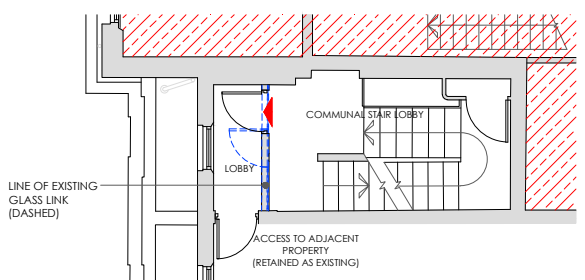 COMMUNAL STAIR LOBBY
LOBBY
LINE OF EXISTING
GLASS LINK
(DASHED)
ACCESS TO ADJACENT
PROPERTY
(RETAINED AS EXISTING)